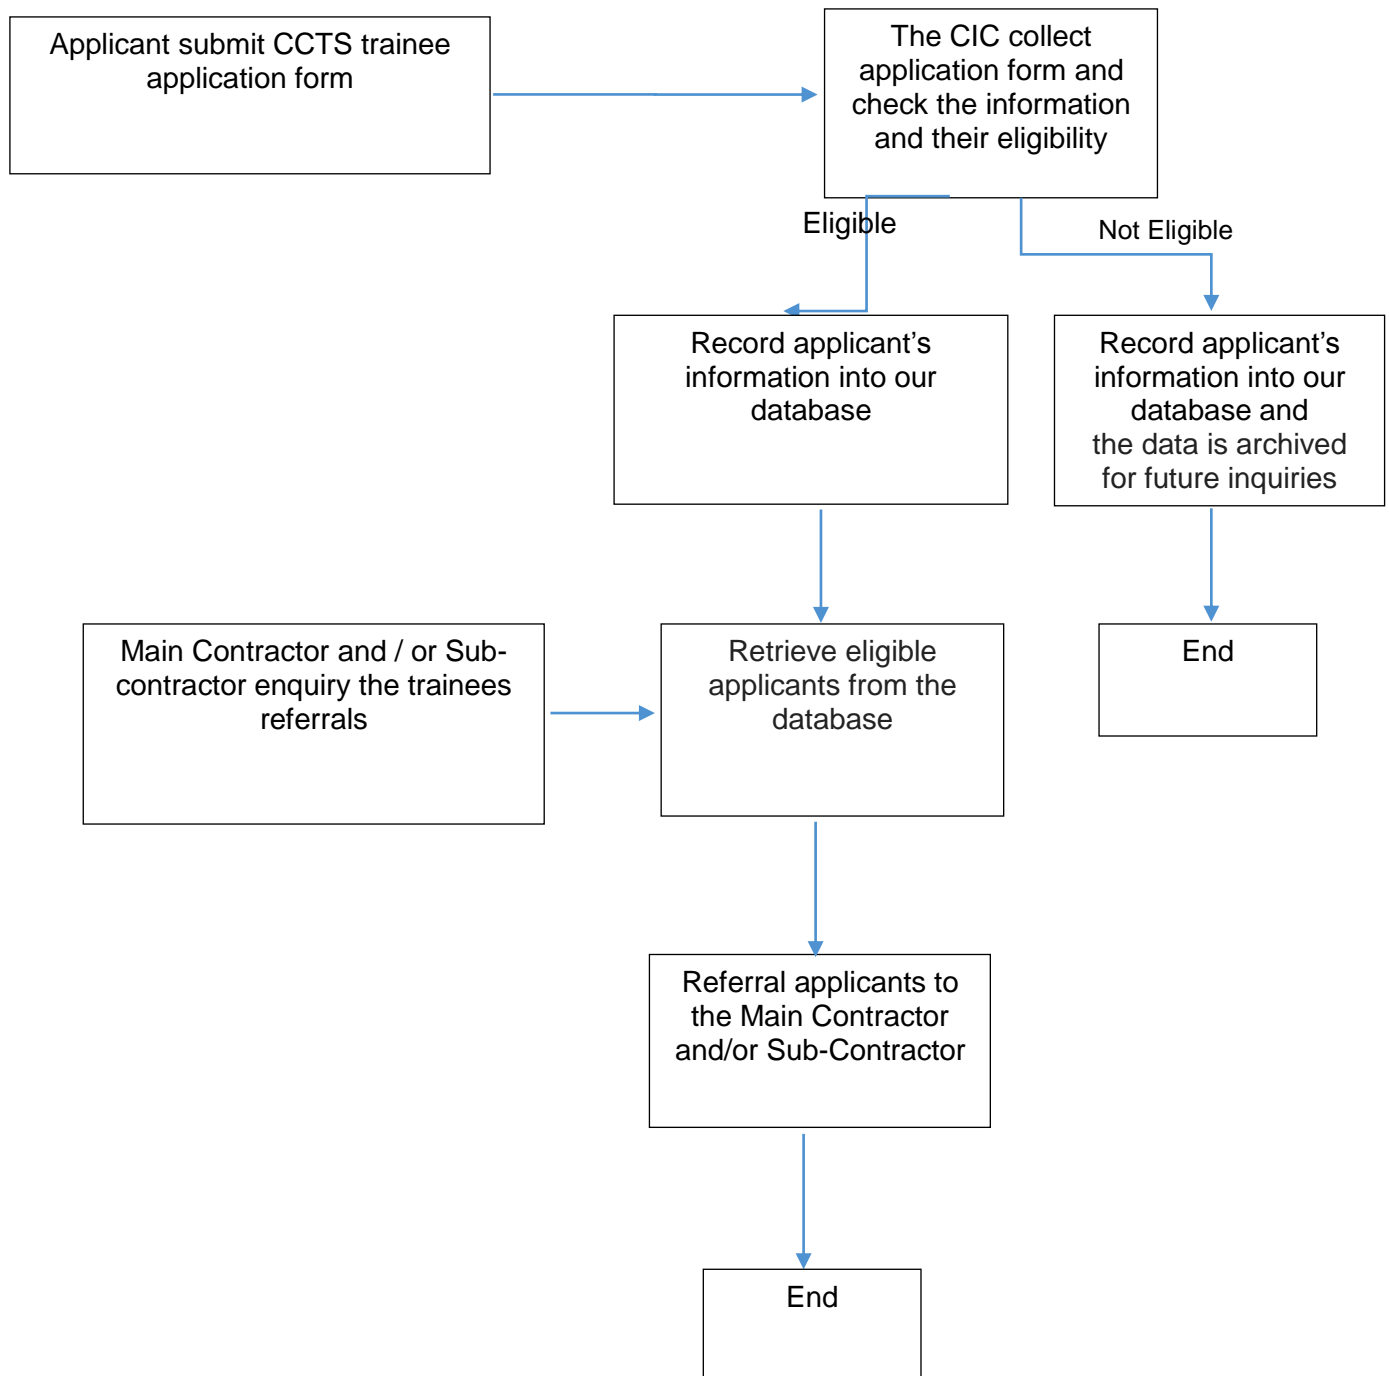 Applicant submit CCTS trainee
application form
The CIC collect
application form and
check the information
and their eligibility
Eligible
Not Eligible
Record applicant’s
information into our
database
Record applicant’s
information into our
database and
the data is archived
for future inquiries
Main Contractor and / or Sub-
contractor enquiry the trainees
referrals
Retrieve eligible
applicants from the
database
End
Referral applicants to
the Main Contractor
and/or Sub-Contractor
End